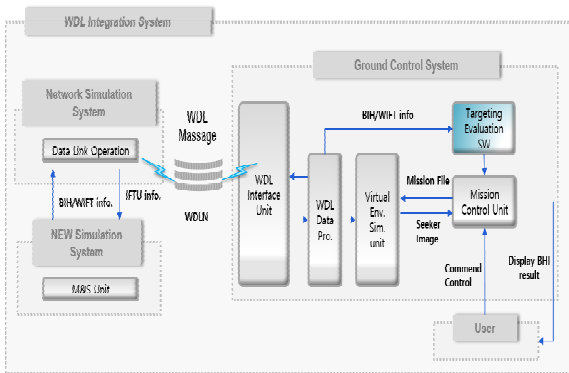 WDL Integration System
Ground Control System
Network Simulation
System
Data Link Operation
WDL
Massage
WDLN
BIH/WIFT info.
IFTU info.
NEW Simulation
System
M&S Unit
WDL
Interface
Unit
WDL
Data
Pro.
Virtual
Env.
Sim.
unit
BIH/WIFT info
Targeting
Evaluation
SW
Mission File
Seeker
Image
Mission
Control Unit
Commend
Control
Display BHI
result
User